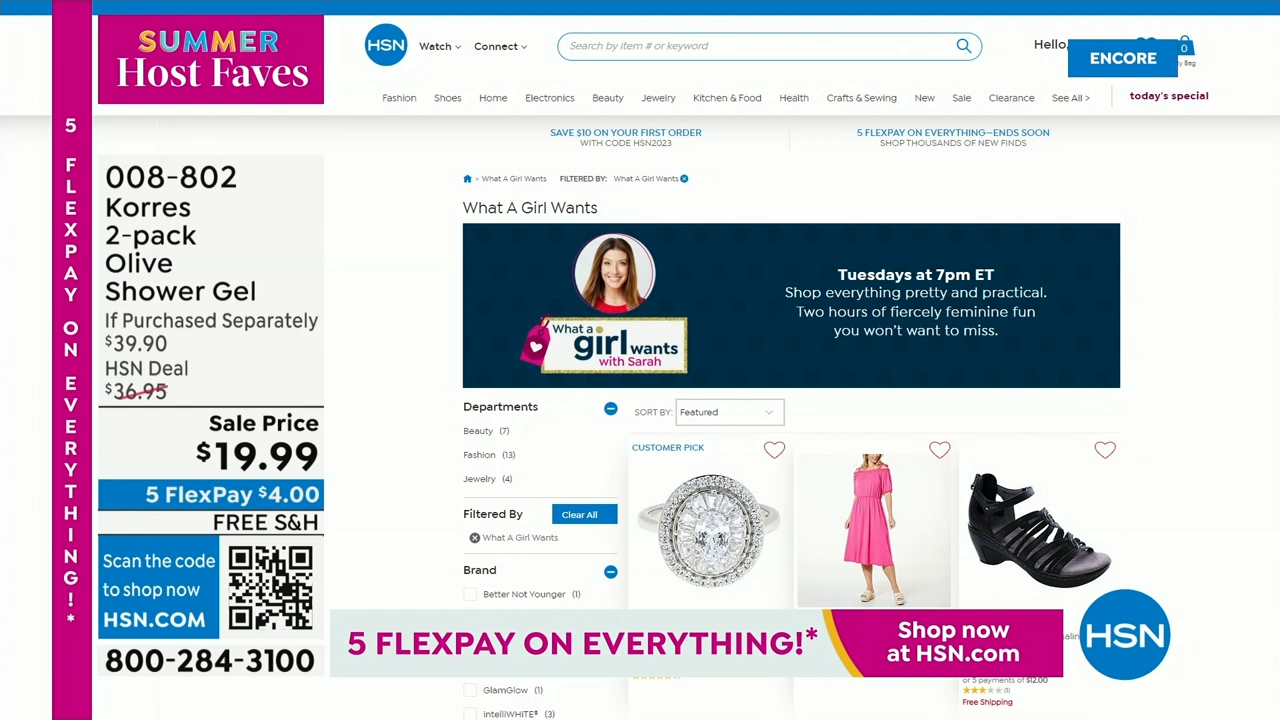 SUMMER
Host Faves
5 FLEXPAY ON EVERYTHING!*
008-802
Korres
2-pack
Olive
Shower Gel
If Purchased Separately
$39.90
HSN Deal
$36.95
Sale Price
$19.99
5 FlexPay $4.00
FREE S&H
Scan the code
to shop now
HSN.COM
800-284-3100
HSN
Watch
Connect
Search by item # or keyword
Hello,
ENCORE
0
Bag
Fashion Shoes Home Electronics Beauty Jewelry Kitchen & Food Health Crafts & Sewing New Sale Clearance See All > today's special
SAVE $10 ON YOUR FIRST ORDER
WITH CODE HSN2023
5 FLEXPAY ON EVERYTHING—ENDS SOON
SHOP THOUSANDS OF NEW FINDS
> What A Girl Wants FILTERED BY: What A Girl Wants
What A Girl Wants
What a
girl wants
with Sarah
Tuesdays at 7pm ET
Shop everything pretty and practical.
Two hours of fiercely feminine fun
you won't want to miss.
Departments
Beauty (7)
Fashion (13)
Jewelry (4)
Filtered By
Clear All
What A Girl Wants
Brand
Better Not Younger (1)
GlamGlow (1)
intelliWHiTE® (3)
SORT BY: Featured
CUSTOMER PICK
or 5 payments of $12.00
(1)
Free Shipping
5 FLEXPAY ON EVERYTHING!*
Shop now
at HSN.com
HSN